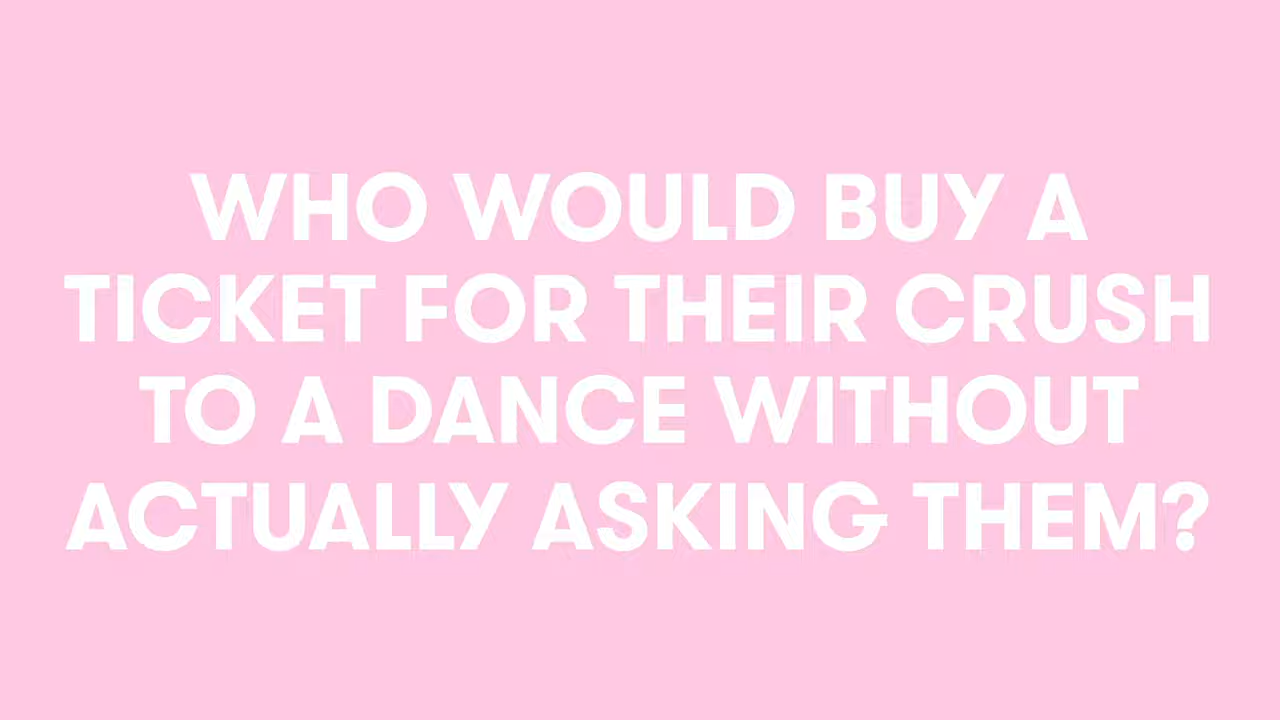 WHO WOULD BUY A
TICKET FOR THEIR CRUSH
TO A DANCE WITHOUT
ACTUALLY ASKING THEM?